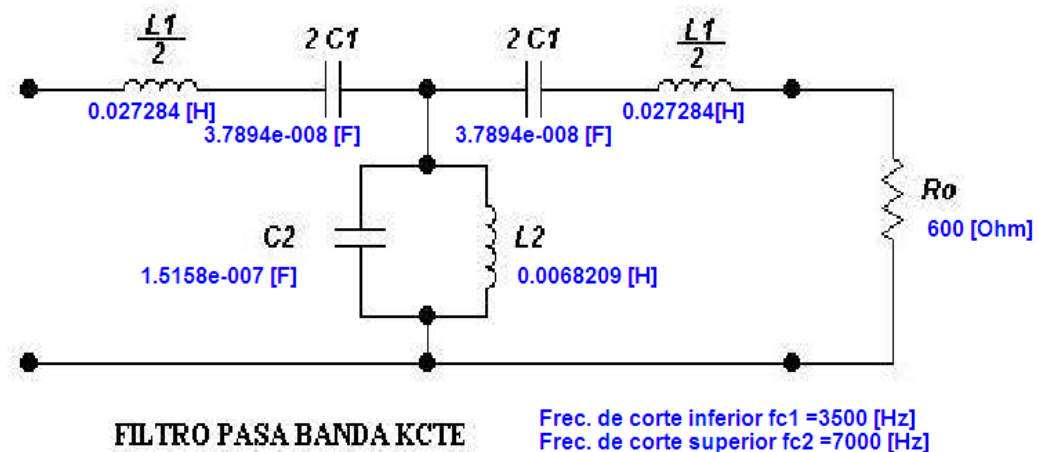 L1
2
2 C1
2 C1
L1
2
0.027284 [H]
3.7894e-008 [F]
3.7894e-008 [F]
0.027284[H]
Ro
600 [Ohm]
C2
L2
1.5158e-007 [F]
0.0068209 [H]
FILTRO PASA BANDA KCTE
Frec. de corte inferior fc1 =3500 [Hz]
Frec. de corte superior fc2 =7000 [Hz]